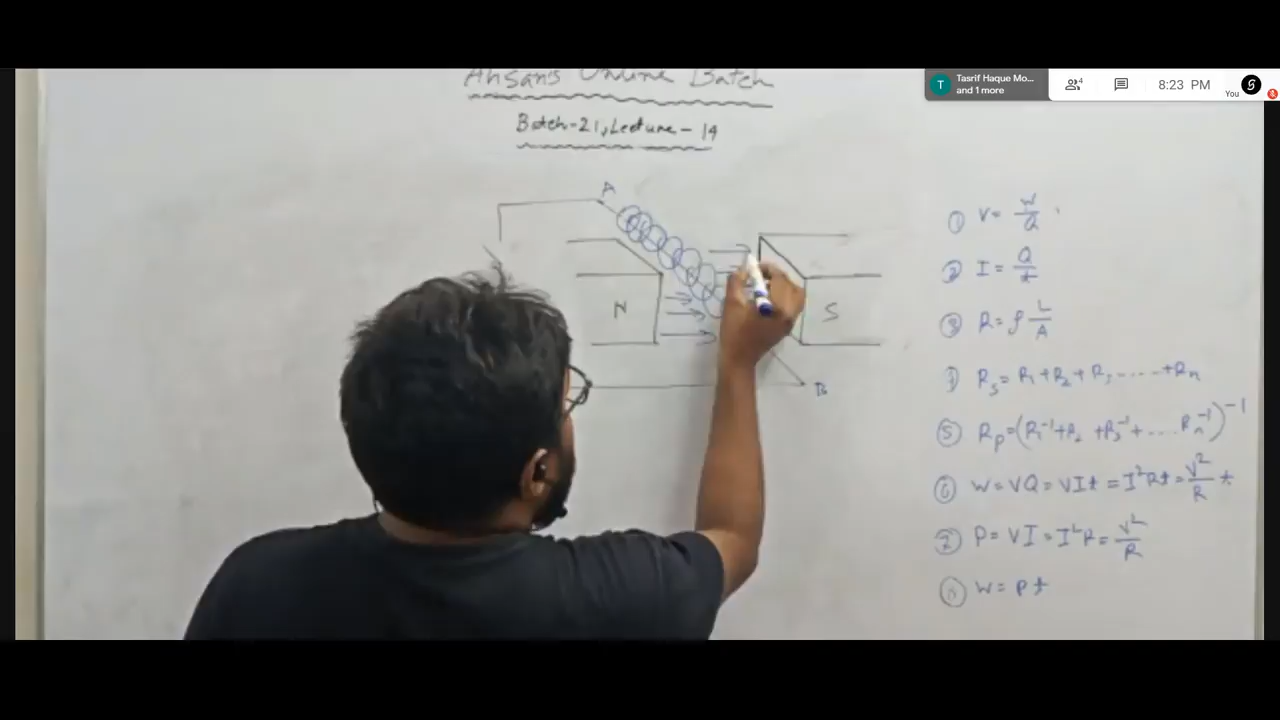 Ahsan's Online Batch
Batch-21, Lecture-14
Tasrif Haque Mo...
and 1 more
T
4
8:23 PM
You
A
N
S
B
① V = W/Q
② I = Q/t
③ R = ρ L/A
④ Rs = R1 + R2 + R3 ..... + Rn
⑤ Rp = (R1⁻¹ + R2 + R3⁻¹ + .... Rn⁻¹)⁻¹
⑥ W = VQ = VIt = I²Rt = V²/R t
⑦ P = VI = I²R = V²/R
⑧ W = Pt